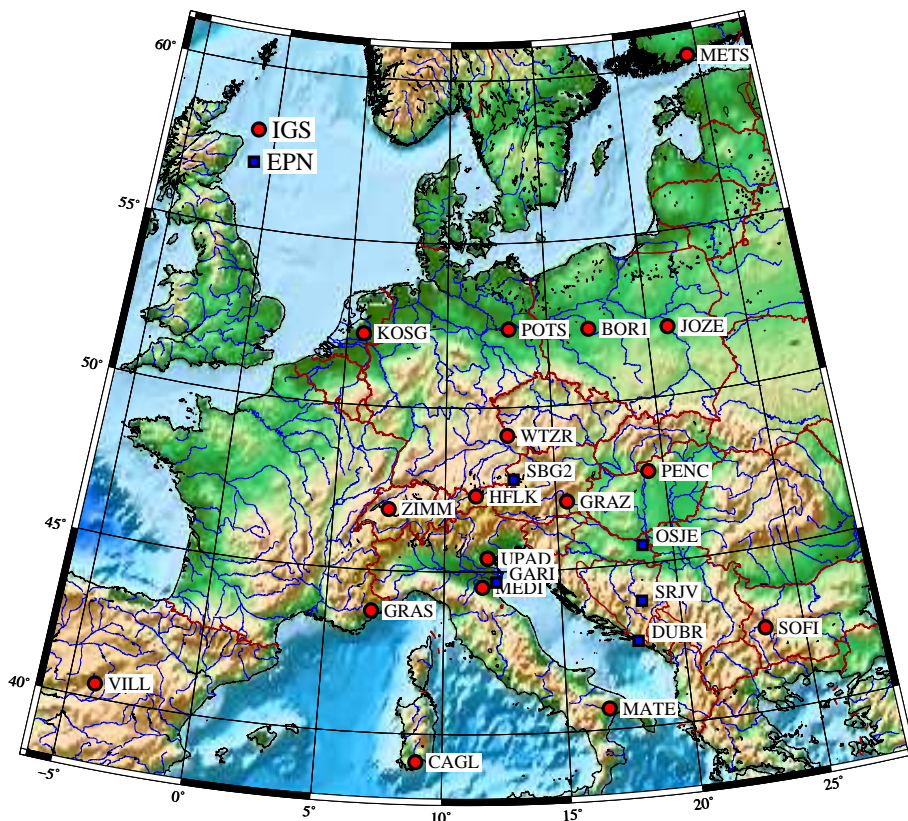 60°
METS
IGS
EPN
55°
KOSG
POTS
BOR1
JOZE
50°
WTZR
SBG2
PENC
HFLK
GRAZ
ZIMM
45°
OSJE
UPAD
GARI
MEDI
SRJV
GRAS
DUBR
SOFI
40°
VILL
MATE
CAGL
-5°
0°
5°
10°
15°
20°
25°